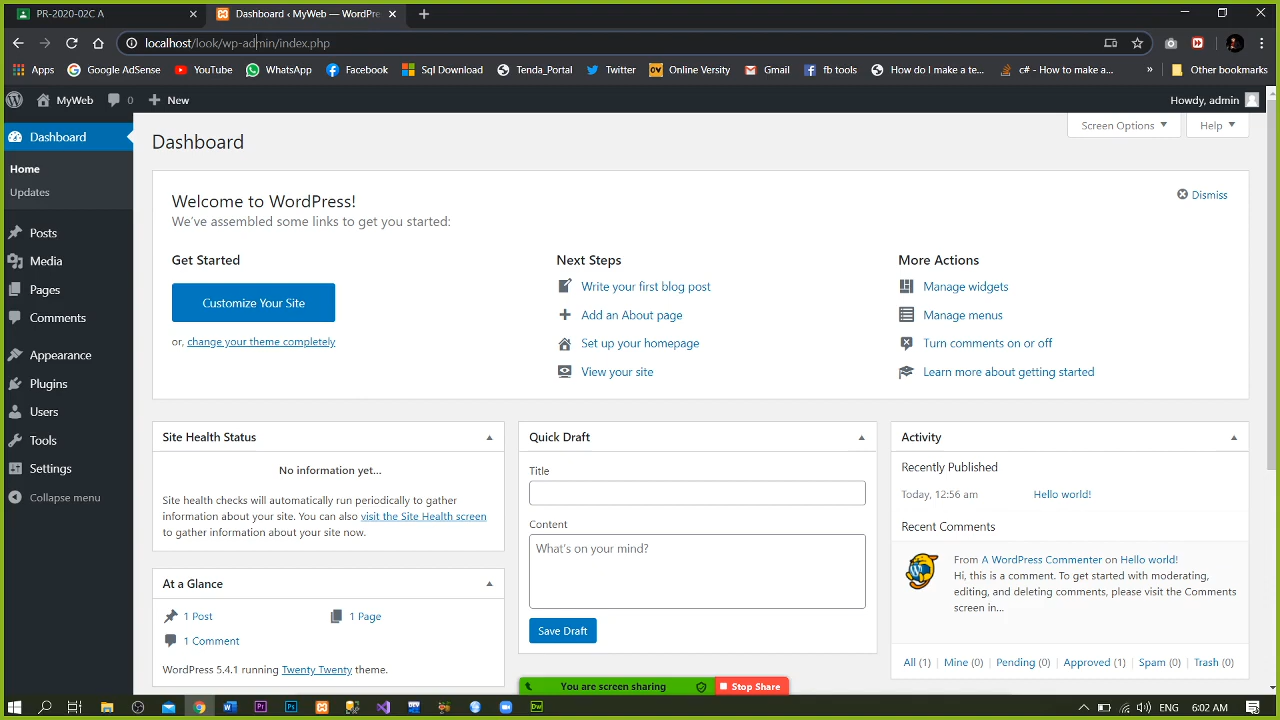 PR-2020-02C A
Dashboard ‹ MyWeb — WordPre
localhost/look/wp-admin/index.php
Apps
Google AdSense
YouTube
WhatsApp
Facebook
Sql Download
Tenda_Portal
Twitter
OV Online Versity
Gmail
fb tools
How do I make a te...
c# - How to make a...
»
Other bookmarks
MyWeb
0
New
Howdy, admin
Dashboard
Home
Updates
Posts
Media
Pages
Comments
Appearance
Plugins
Users
Tools
Settings
Collapse menu
Dashboard
Screen Options
Help
Welcome to WordPress!
Dismiss
We've assembled some links to get you started:
Get Started
Customize Your Site
or, change your theme completely
Next Steps
Write your first blog post
Add an About page
Set up your homepage
View your site
More Actions
Manage widgets
Manage menus
Turn comments on or off
Learn more about getting started
Site Health Status
No information yet...
Site health checks will automatically run periodically to gather
information about your site. You can also visit the Site Health screen
to gather information about your site now.
At a Glance
1 Post
1 Page
1 Comment
WordPress 5.4.1 running Twenty Twenty theme.
Quick Draft
Title
Content
What's on your mind?
Save Draft
Activity
Recently Published
Today, 12:56 am
Hello world!
Recent Comments
From A WordPress Commenter on Hello world!
Hi, this is a comment. To get started with moderating,
editing, and deleting comments, please visit the Comments
screen in...
All (1) | Mine (0) | Pending (0) | Approved (1) | Spam (0) | Trash (0)
You are screen sharing
Stop Share
ENG
6:02 AM